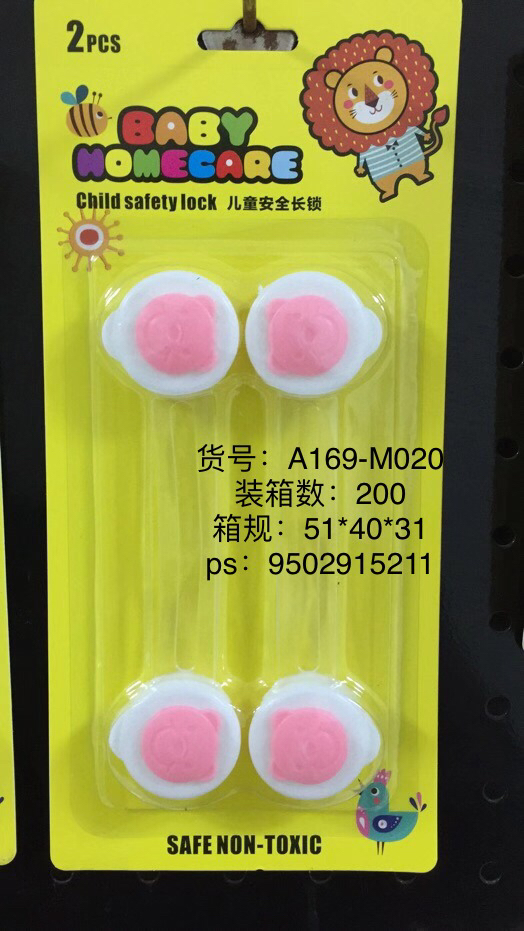 2PCS
BABY
HOMECARE
Child safety lock 儿童安全长锁
货号：A169-M020
装箱数：200
箱规：51*40*31
ps：9502915211
SAFE NON-TOXIC